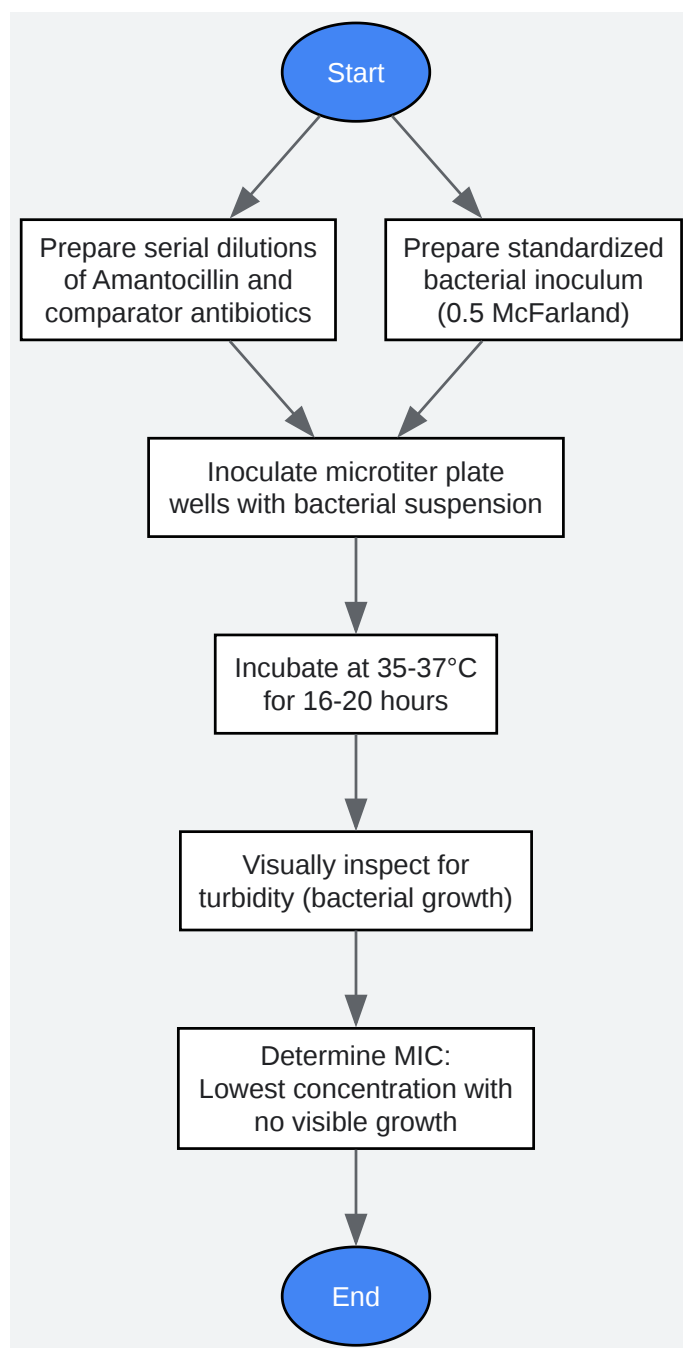 Start
Prepare serial dilutions
of Amantocillin and
comparator antibiotics
Prepare standardized
bacterial inoculum
(0.5 McFarland)
Inoculate microtiter plate
wells with bacterial suspension
Incubate at 35-37°C
for 16-20 hours
Visually inspect for
turbidity (bacterial growth)
Determine MIC:
Lowest concentration with
no visible growth
End